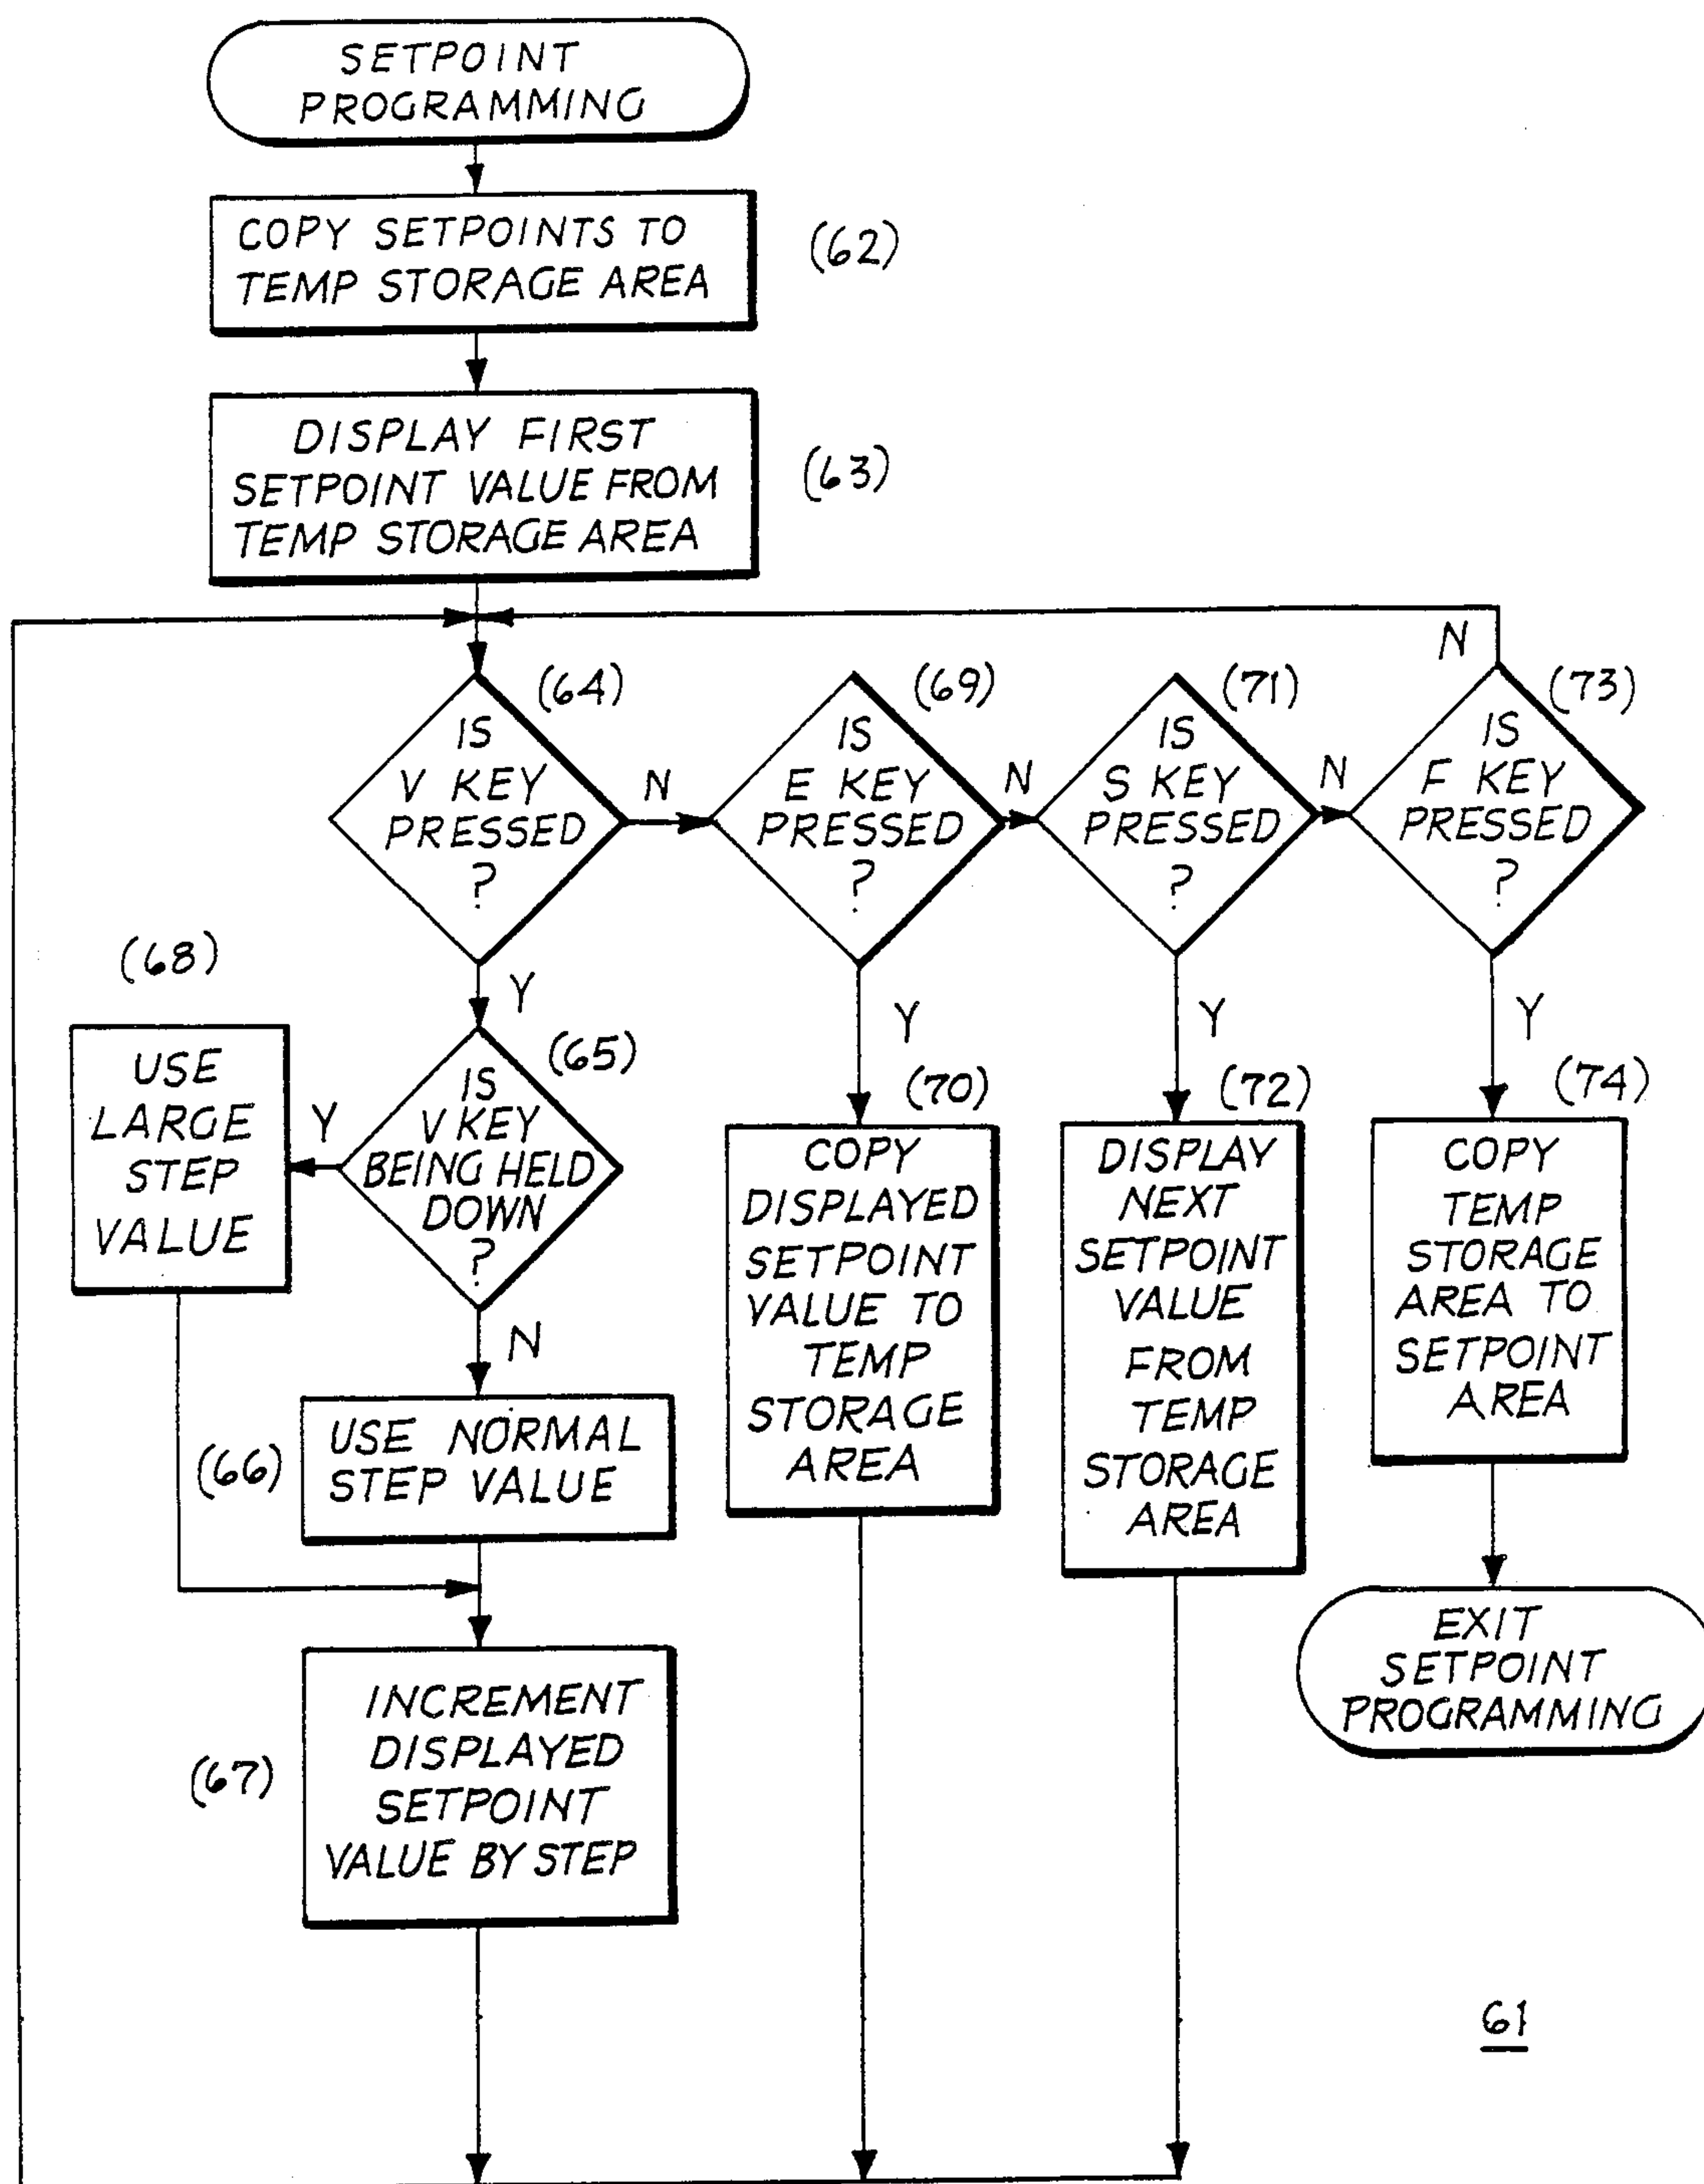 SETPOINT
PROGRAMMING
COPY SETPOINTS TO
TEMP STORAGE AREA
(62)
DISPLAY FIRST
SETPOINT VALUE FROM
TEMP STORAGE AREA
(63)
(64)
IS
V KEY
PRESSED
?
N
(69)
IS
E KEY
PRESSED
?
N
(71)
IS
S KEY
PRESSED
?
N
N
(73)
IS
F KEY
PRESSED
?
Y
(65)
IS
V KEY
BEING HELD
DOWN
?
Y
(68)
USE
LARGE
STEP
VALUE
N
(66)
USE NORMAL
STEP VALUE
(67)
INCREMENT
DISPLAYED
SETPOINT
VALUE BY STEP
Y
(70)
COPY
DISPLAYED
SETPOINT
VALUE TO
TEMP
STORAGE
AREA
Y
(72)
DISPLAY
NEXT
SETPOINT
VALUE
FROM
TEMP
STORAGE
AREA
Y
(74)
COPY
TEMP
STORAGE
AREA TO
SETPOINT
AREA
EXIT
SETPOINT
PROGRAMMING
61